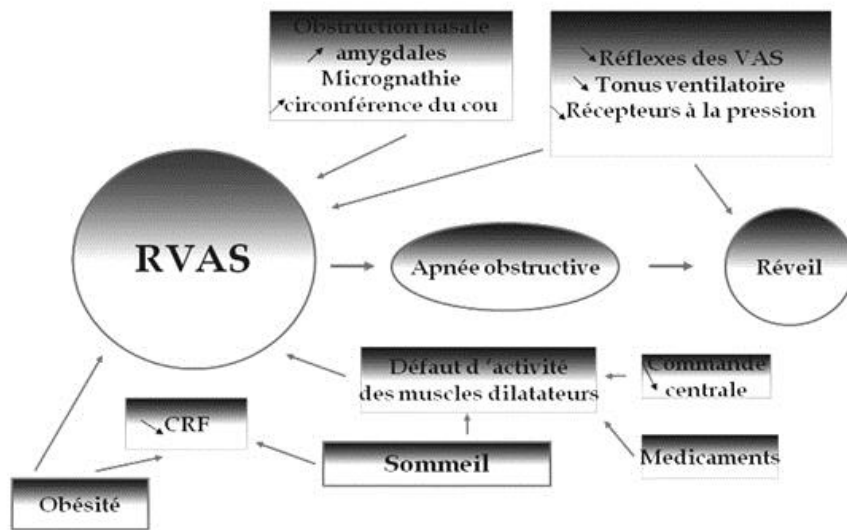 Obstruction nasale
↗ amygdales
Micrognathie
↗circonférence du cou
↘Réflexes des VAS
↘ Tonus ventilatoire
↘Récepteurs à la pression
RVAS
Apnée obstructive
Réveil
Défaut d 'activité
des muscles dilatateurs
Commande
↘ centrale
↘ CRF
Sommeil
Medicaments
Obésité